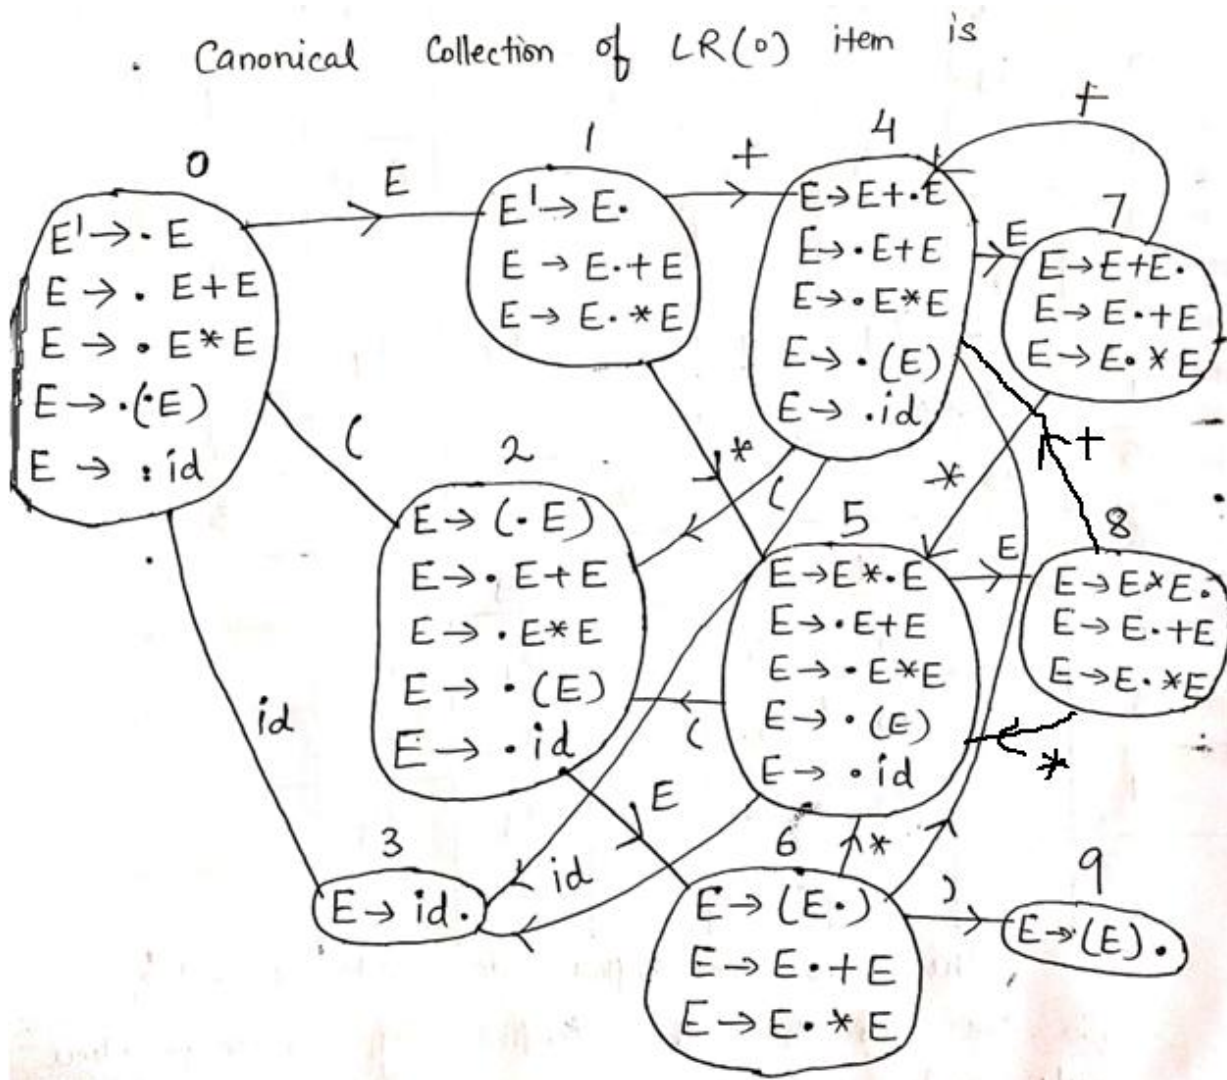 . Canonical Collection of LR(0) item is
0
E' → . E
E → . E+E
E → . E*E
E → .(.E)
E → : id
E
1
E' → E.
E → E.+E
E → E.*E
+
4
E → E+.E
E → .E+E
E → .E*E
E → .(E)
E → .id
+
E
7
E → E+E.
E → E.+E
E → E.*E
(
*
(
*
+
2
E → (.E)
E → . E+E
E → . E*E
E → . (E)
E → . id
5
E → E*.E
E → .E+E
E → .E*E
E → .(E)
E → .id
E
8
E → E*E.
E → E.+E
E → E.*E
(
*
id
E
3
E → id.
id
6
E → (E.)
E → E.+E
E → E.*E
*
)
9
E → (E).